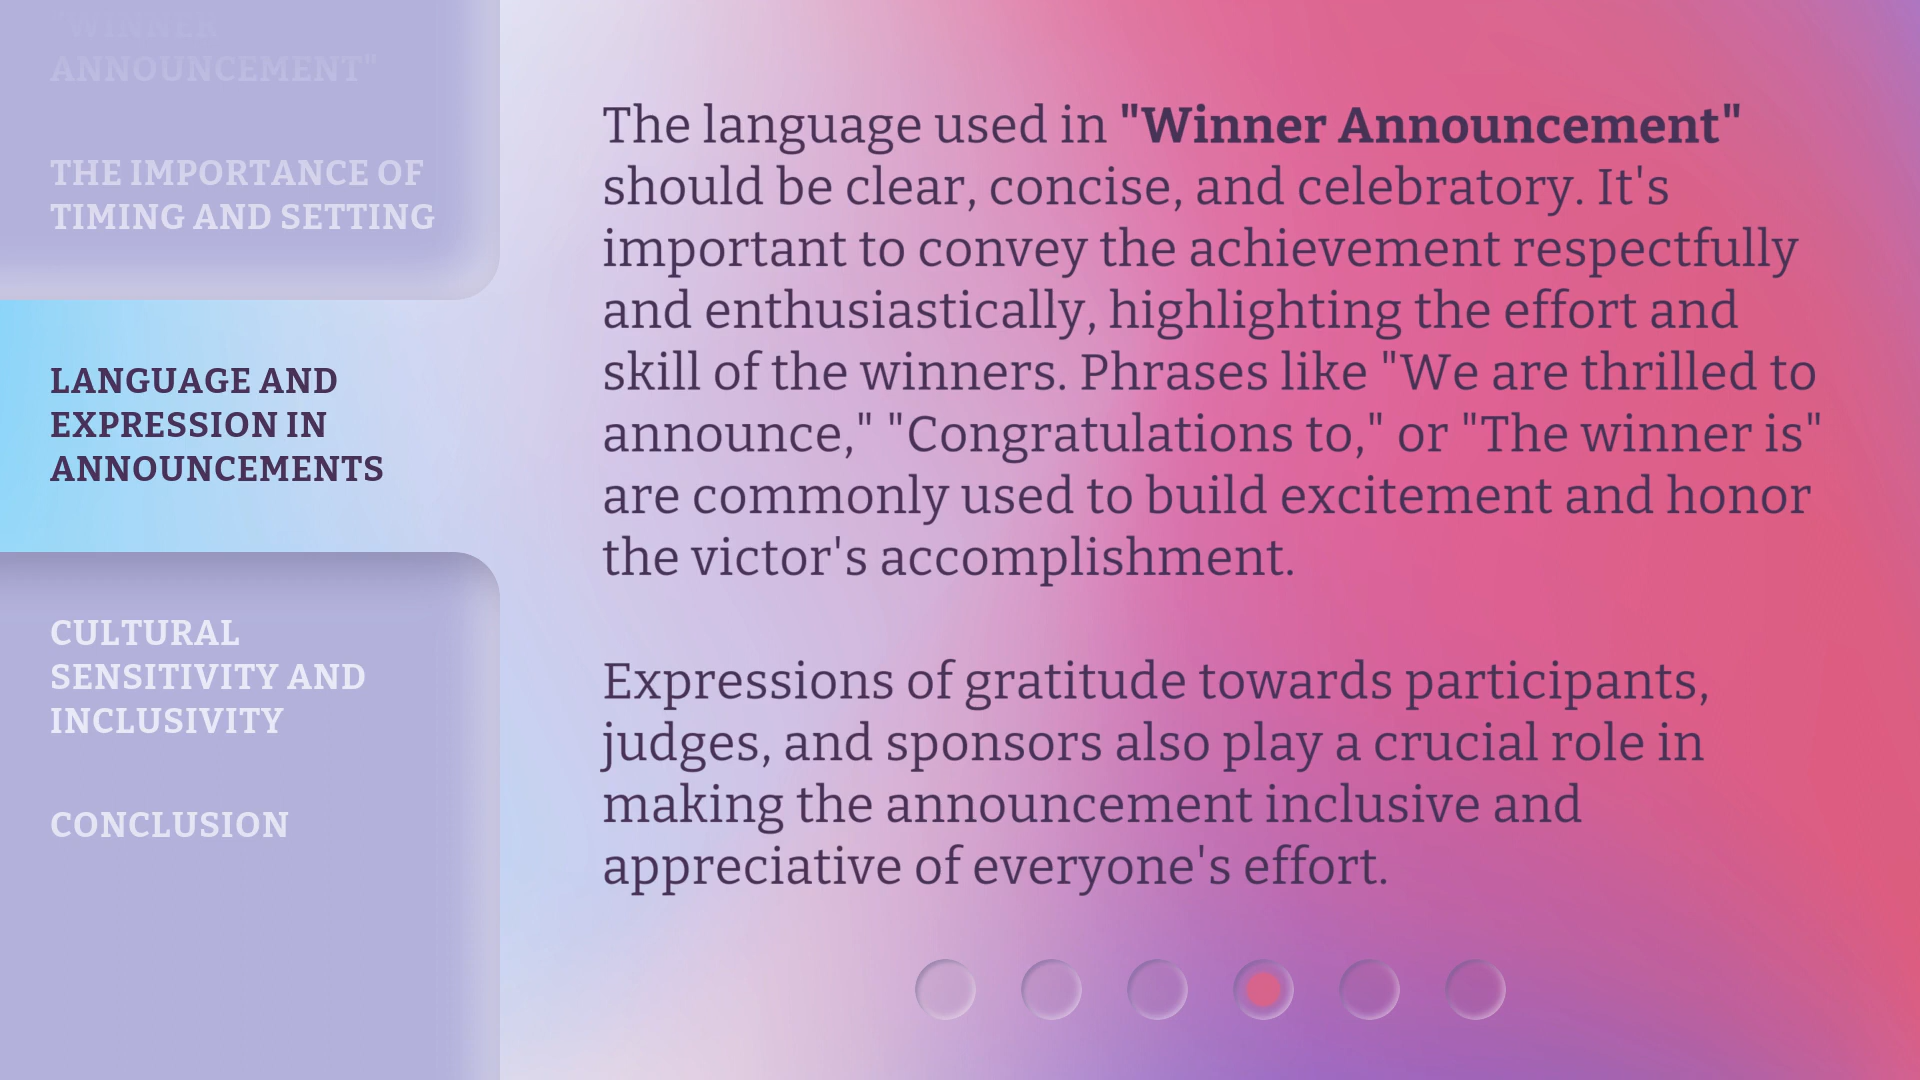 "WINNER
ANNOUNCEMENT"
THE IMPORTANCE OF
TIMING AND SETTING
LANGUAGE AND
EXPRESSION IN
ANNOUNCEMENTS
CULTURAL
SENSITIVITY AND
INCLUSIVITY
CONCLUSION
The language used in "Winner Announcement"
should be clear, concise, and celebratory. It's
important to convey the achievement respectfully
and enthusiastically, highlighting the effort and
skill of the winners. Phrases like "We are thrilled to
announce," "Congratulations to," or "The winner is"
are commonly used to build excitement and honor
the victor's accomplishment.
Expressions of gratitude towards participants,
judges, and sponsors also play a crucial role in
making the announcement inclusive and
appreciative of everyone's effort.